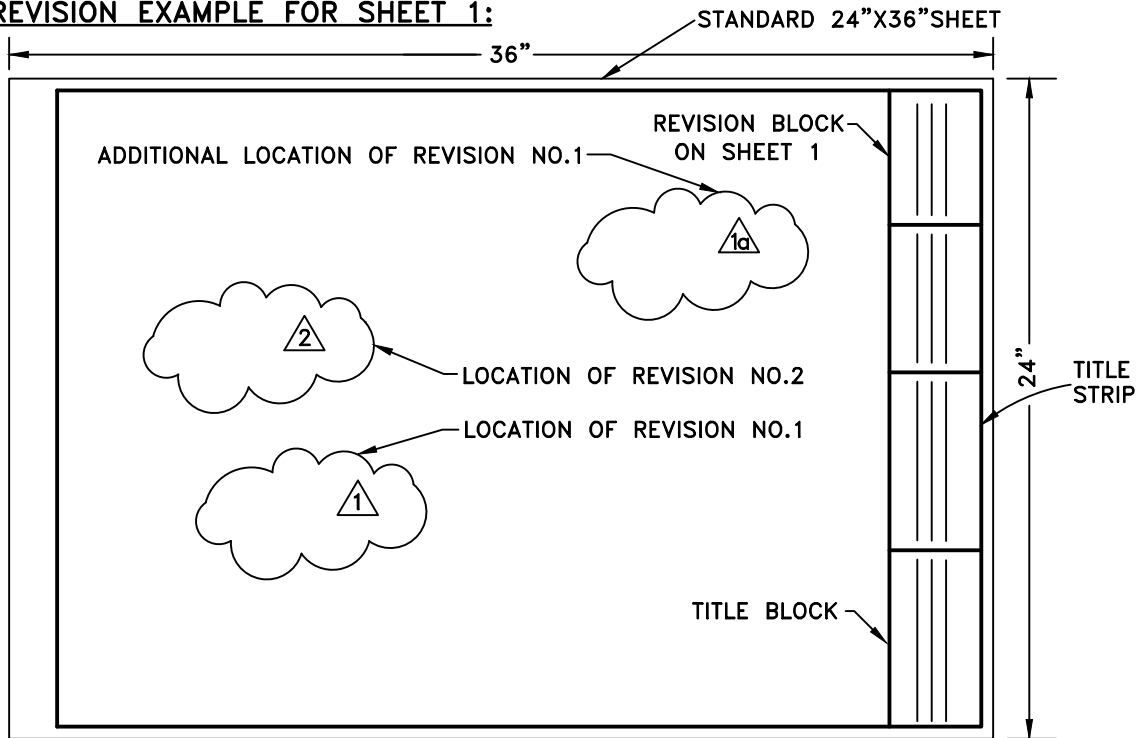 REVISION EXAMPLE FOR SHEET 1:
STANDARD 24”X36”SHEET
36”
REVISION BLOCK
ON SHEET 1
ADDITIONAL LOCATION OF REVISION NO.1
1a
2
LOCATION OF REVISION NO.2
24”
TITLE
STRIP
LOCATION OF REVISION NO.1
1
TITLE BLOCK